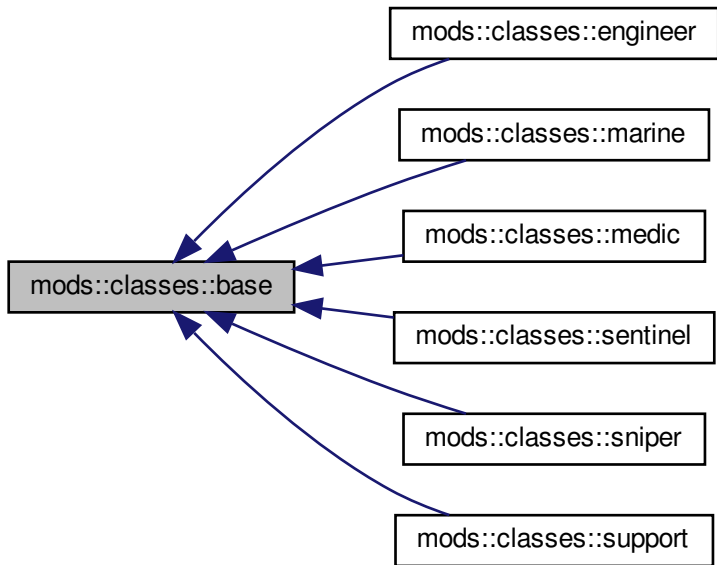 mods::classes::engineer
mods::classes::marine
mods::classes::medic
mods::classes::base
mods::classes::sentinel
mods::classes::sniper
mods::classes::support